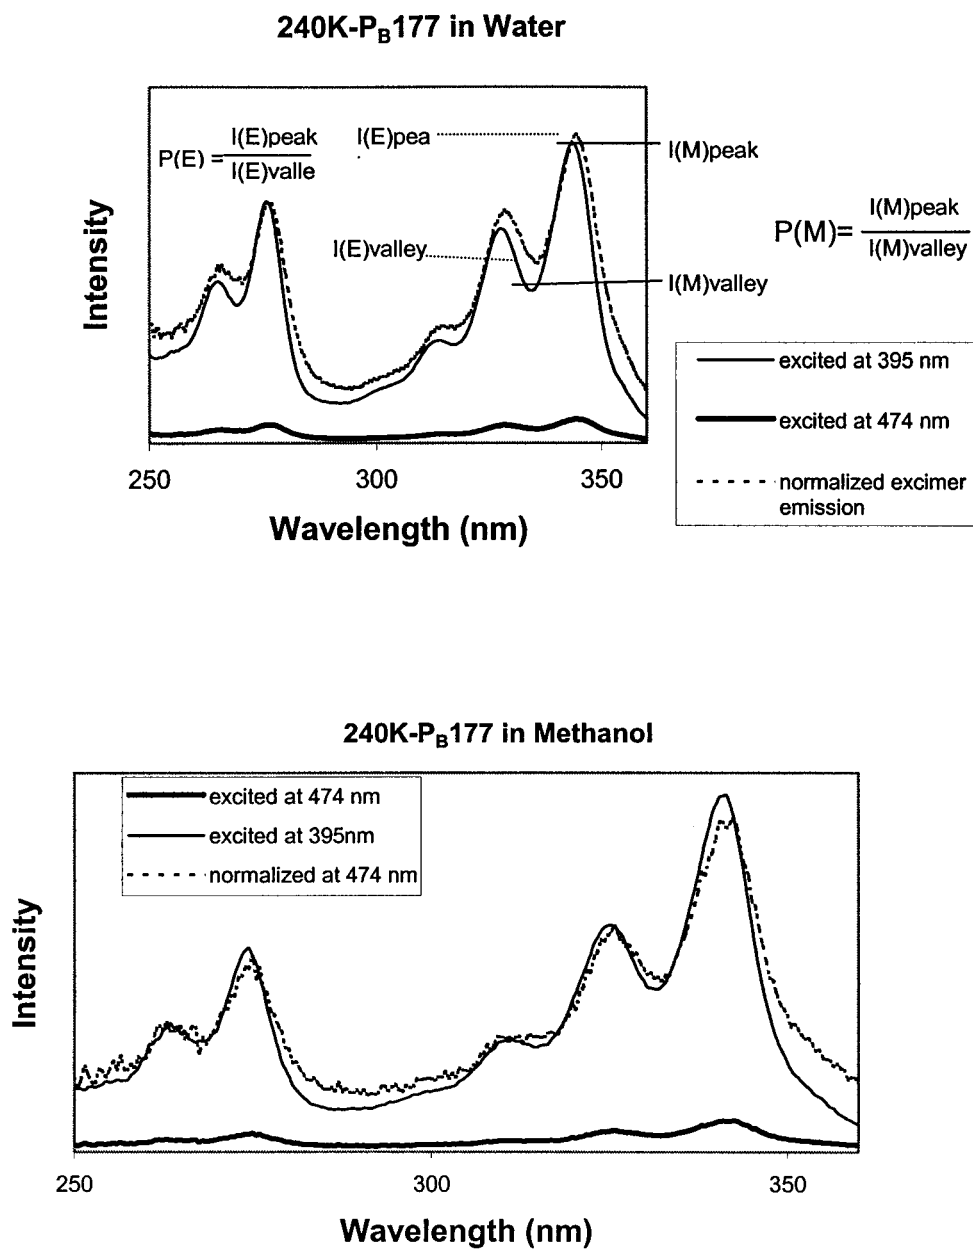 240K-PB177 in Water
I(E)peak
P(E) =
I(E)valle
I(E)pea
I(M)peak
I(E)valley
I(M)valley
P(M)=
I(M)peak
I(M)valley
Intensity
excited at 395 nm
excited at 474 nm
normalized excimer
emission
250
300
350
Wavelength (nm)
240K-PB177 in Methanol
excited at 474 nm
excited at 395nm
normalized at 474 nm
Intensity
250
300
350
Wavelength (nm)